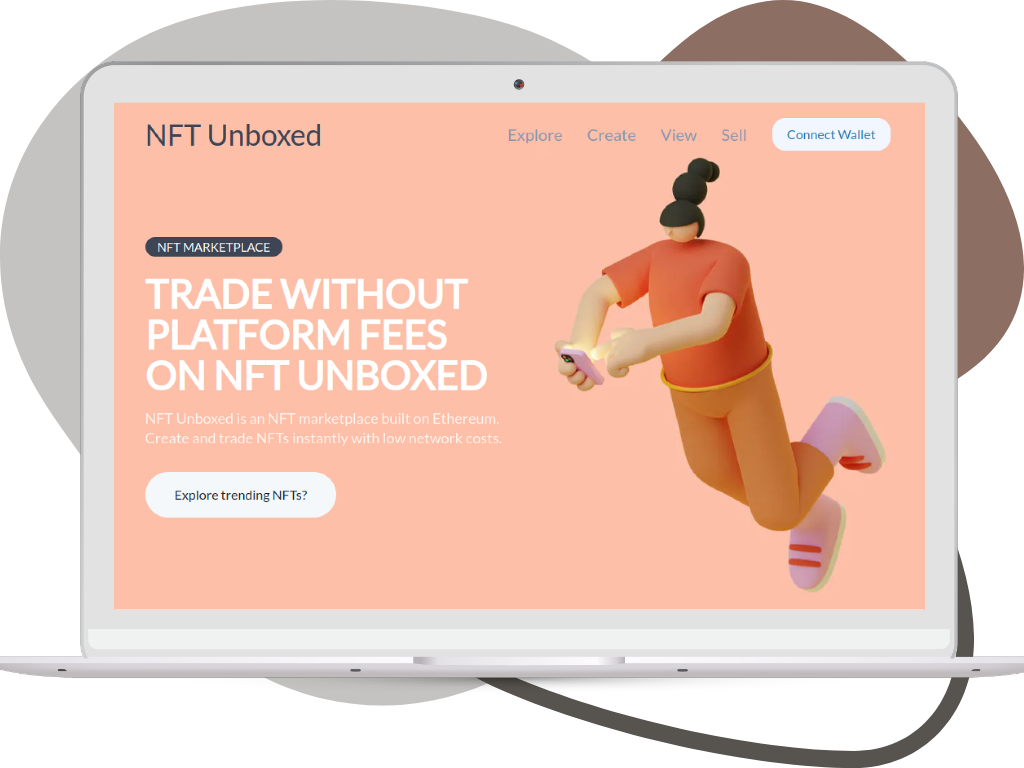 NFT Unboxed
Explore Create View Sell Connect Wallet
NFT MARKETPLACE
TRADE WITHOUT
PLATFORM FEES
ON NFT UNBOXED
NFT Unboxed is an NFT marketplace built on Ethereum.
Create and trade NFTs instantly with low network costs.
Explore trending NFTs?